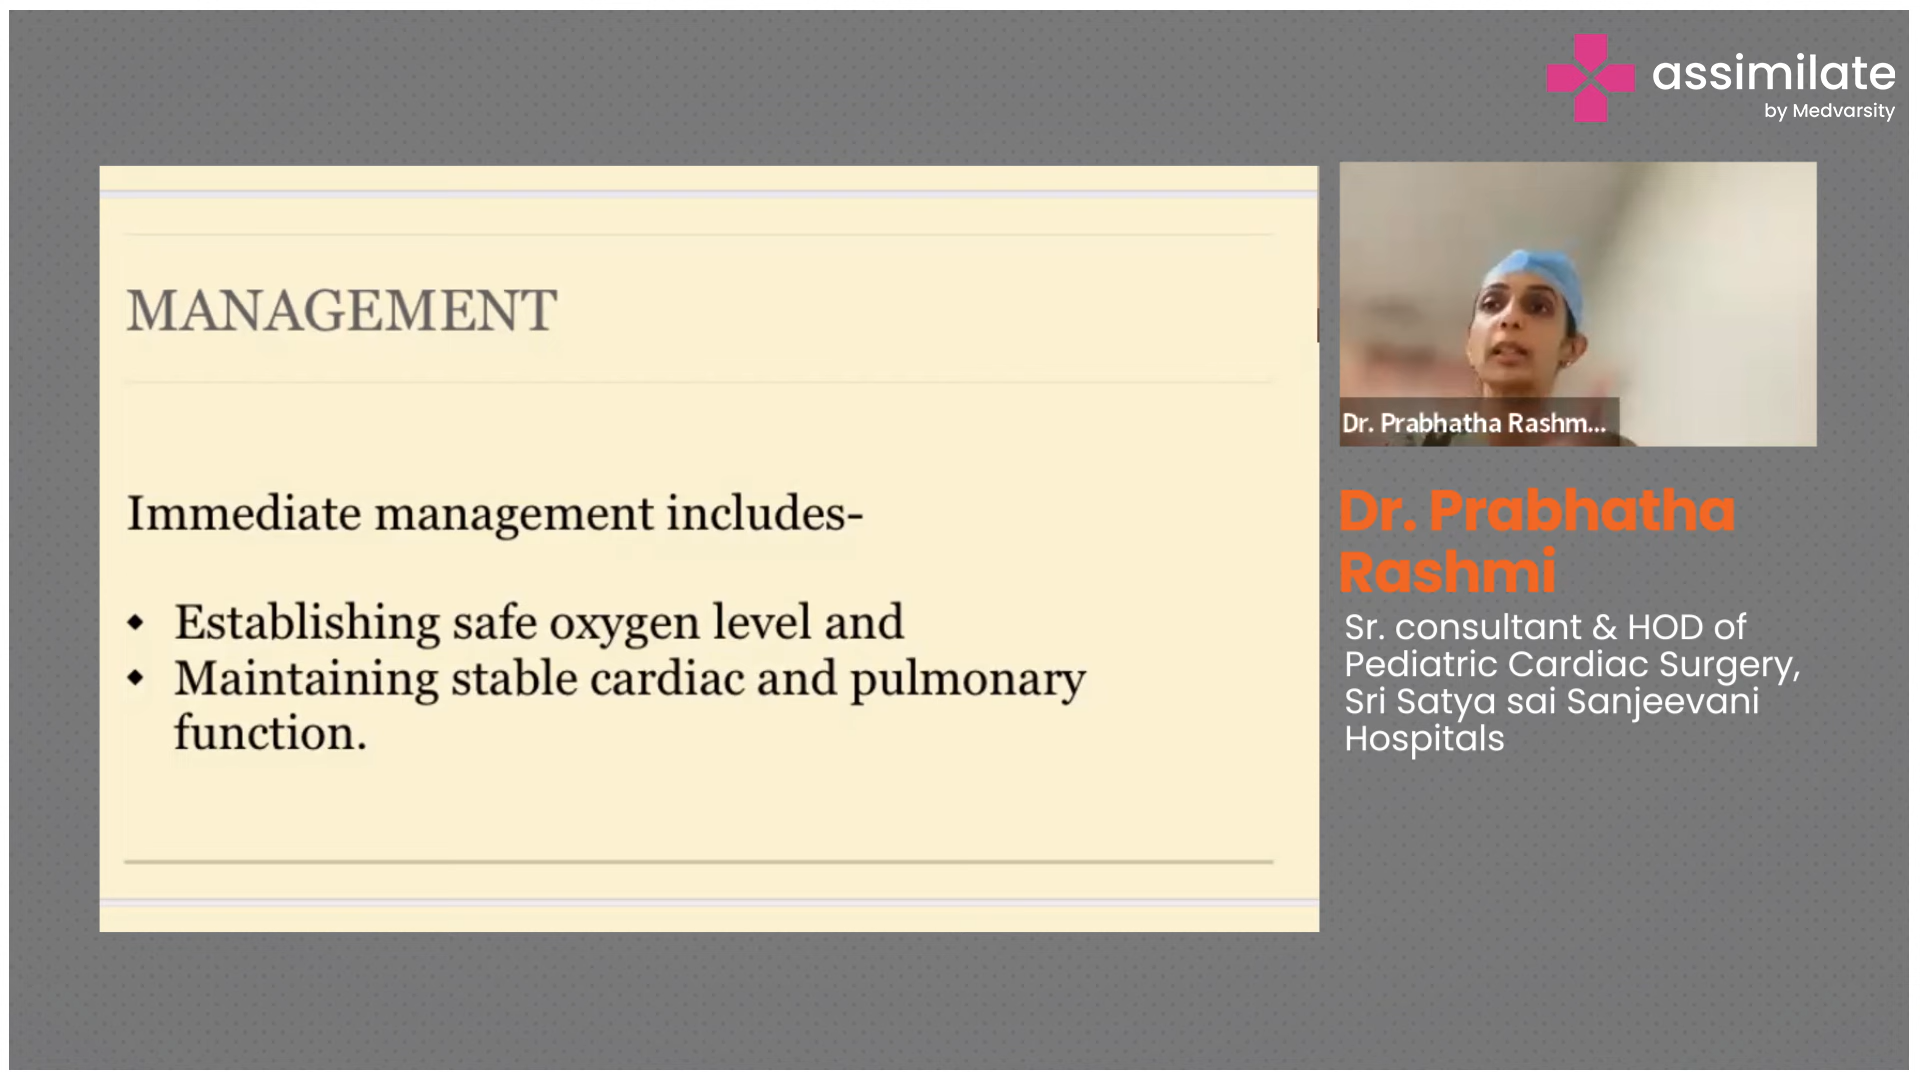 assimilate
by Medvarsity
MANAGEMENT
Immediate management includes-
◆ Establishing safe oxygen level and
◆ Maintaining stable cardiac and pulmonary
function.
Dr. Prabhatha Rashm...
Dr. Prabhatha
Rashmi
Sr. consultant & HOD of
Pediatric Cardiac Surgery,
Sri Satya sai Sanjeevani
Hospitals